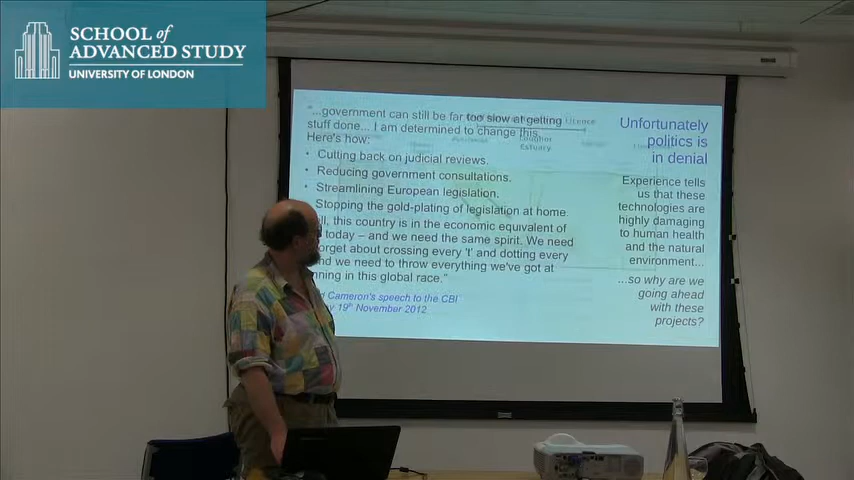 SCHOOL of
ADVANCED STUDY
UNIVERSITY OF LONDON
"...government can still be far too slow at getting
stuff done... I am determined to change this...
Here's how:
• Cutting back on judicial reviews.
• Reducing government consultations.
• Streamlining European legislation.
Stopping the gold-plating of legislation at home.
this country is in the economic equivalent of
today – and we need the same spirit. We need
forget about crossing every 't' and dotting every
and we need to throw everything we've got at
in this global race."
Cameron's speech to the CBI
19th November 2012
Licence
Loughor
Estuary
Unfortunately
politics is
in denial
Experience tells
us that these
technologies are
highly damaging
to human health
and the natural
environment...
...so why are we
going ahead
with these
projects?